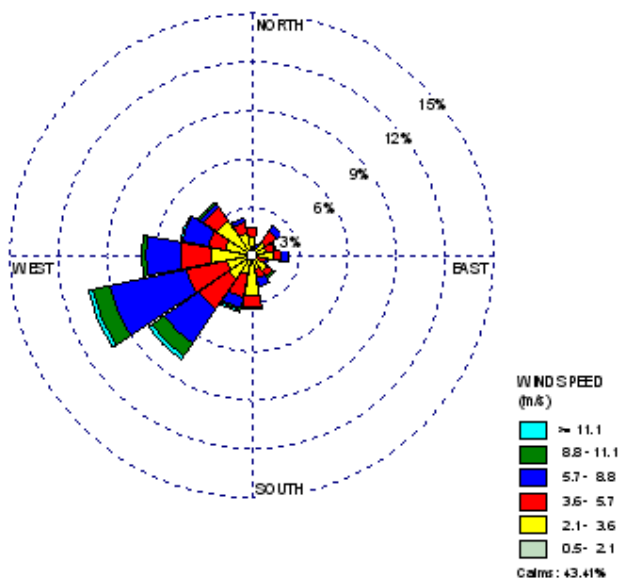 NORTH
15%
12%
9%
6%
3%
WEST
EAST
SOUTH
WIND SPEED
(m/s)
>= 11.1
8.8 - 11.1
5.7 - 8.8
3.6 - 5.7
2.1 - 3.6
0.5 - 2.1
Calms: 43.41%